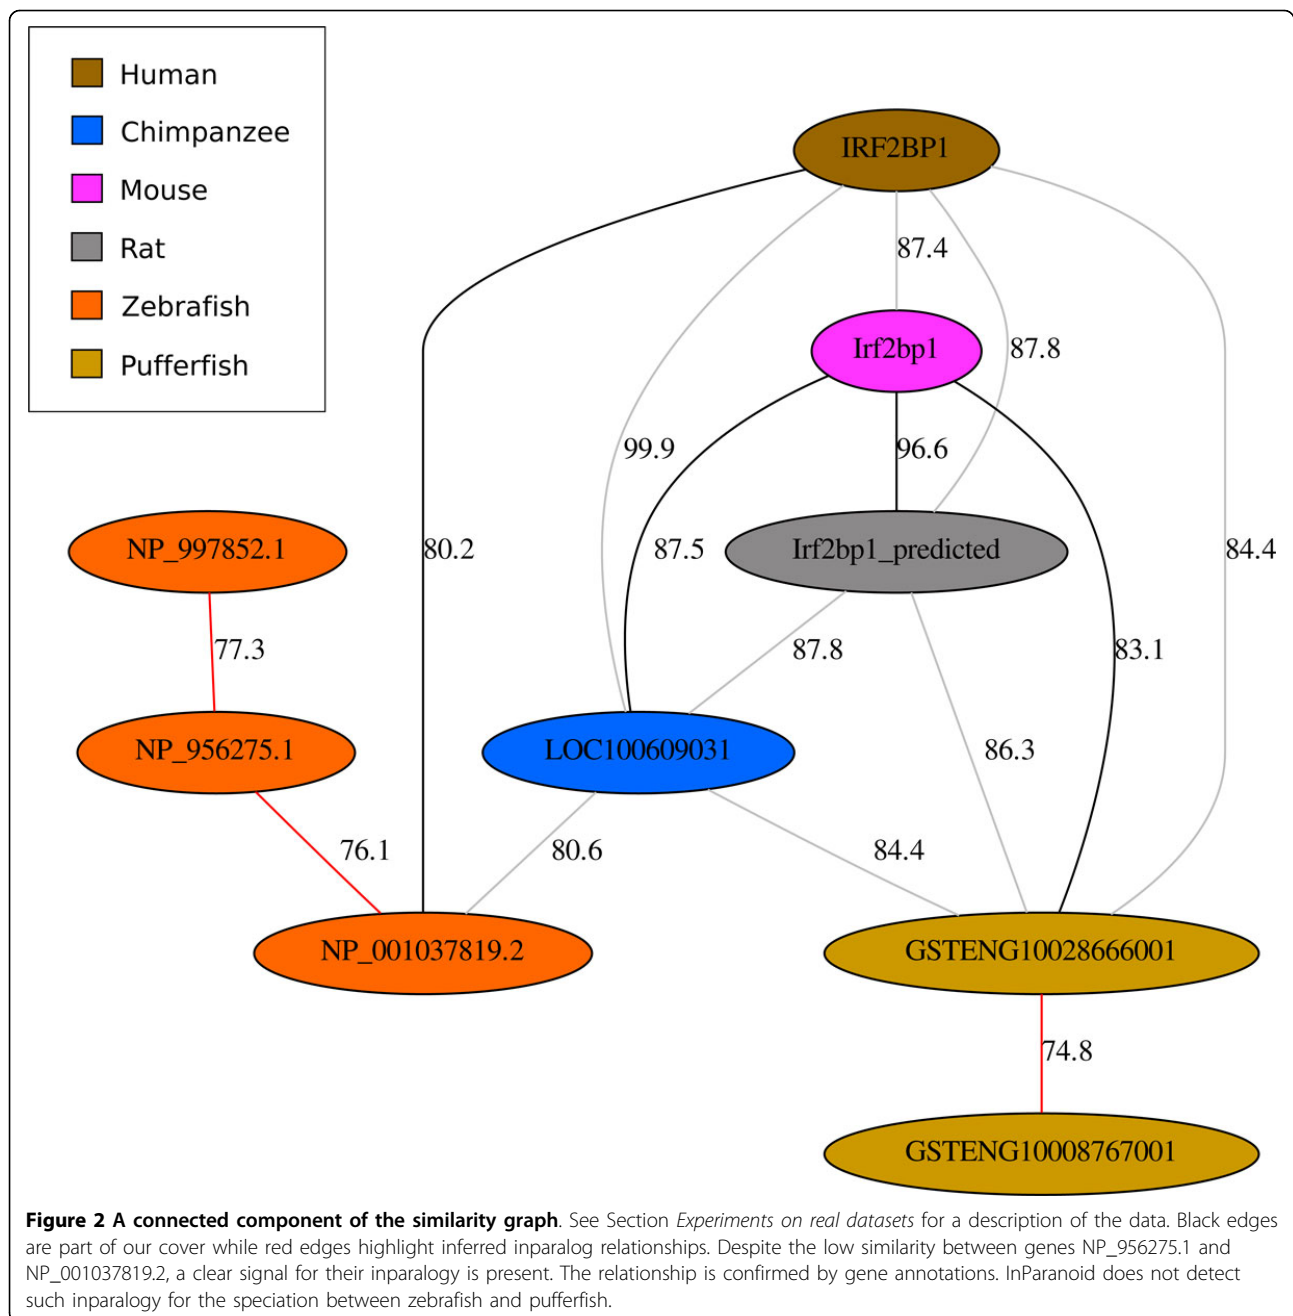 Human
Chimpanzee
Mouse
Rat
Zebrafish
Pufferfish
IRF2BP1
87.4
Irf2bp1
87.8
99.9
96.6
NP_997852.1
80.2
87.5
Irf2bp1_predicted
84.4
77.3
87.8
83.1
NP_956275.1
LOC100609031
86.3
76.1
80.6
84.4
NP_001037819.2
GSTENG10028666001
74.8
GSTENG10008767001
Figure 2 A connected component of the similarity graph. See Section Experiments on real datasets for a description of the data. Black edges
are part of our cover while red edges highlight inferred inparalog relationships. Despite the low similarity between genes NP_956275.1 and
NP_001037819.2, a clear signal for their inparalogy is present. The relationship is confirmed by gene annotations. InParanoid does not detect
such inparalogy for the speciation between zebrafish and pufferfish.